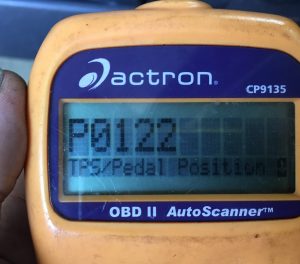 actron®
CP9135
P0122
TPS/Pedal Position
OBD II AutoScanner™